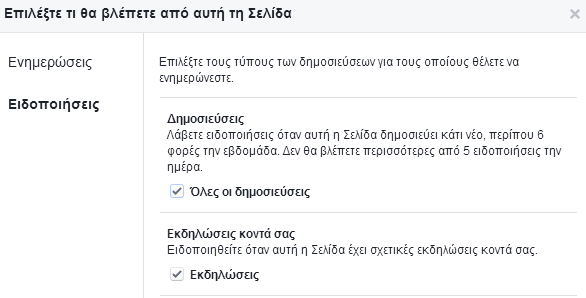 Επιλέξτε τι θα βλέπετε από αυτή τη Σελίδα
Ενημερώσεις
Ειδοποιήσεις
Επιλέξτε τους τύπους των δημοσιεύσεων για τους οποίους θέλετε να
ενημερώνεστε.
Δημοσιεύσεις
Λάβετε ειδοποιήσεις όταν αυτή η Σελίδα δημοσιεύει κάτι νέο, περίπου 6
φορές την εβδομάδα. Δεν θα βλέπετε περισσότερες από 5 ειδοποιήσεις την
ημέρα.
Όλες οι δημοσιεύσεις
Εκδηλώσεις κοντά σας
Ειδοποιηθείτε όταν αυτή η Σελίδα έχει σχετικές εκδηλώσεις κοντά σας.
Εκδηλώσεις